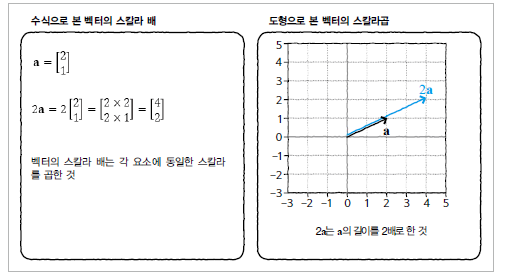 수식으로 본 벡터의 스칼라 배
a = [2 1]
2a = 2[2 1] = [2 × 2 2 × 1] = [4 2]
벡터의 스칼라 배는 각 요소에 동일한 스칼라
를 곱한 것
도형으로 본 벡터의 스칼라곱
5
4
3
2
1
0
-1
-2
-3
2a
a
-3 -2 -1 0 1 2 3 4 5
2a는 a의 길이를 2배로 한 것